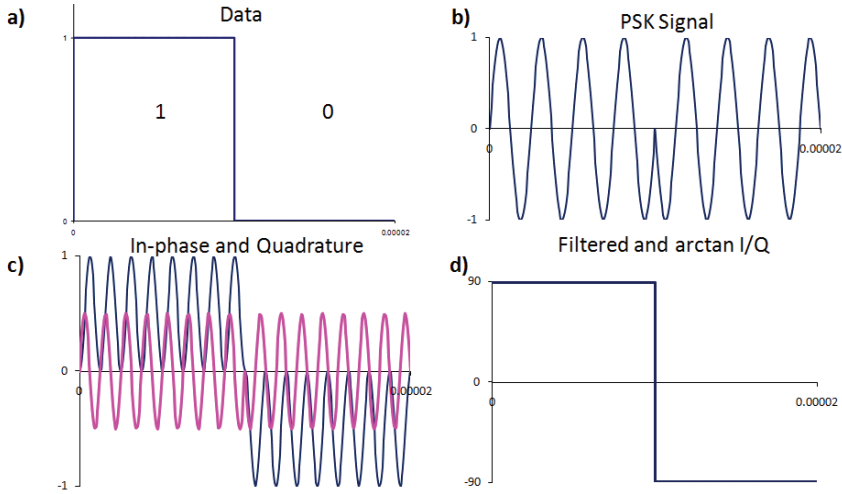 a)
Data
1
1
0
0
0
0.00002
b)
PSK Signal
1
0
0
0.00002
-1
c)
In-phase and Quadrature
1
0
0
0.00002
-1
d)
Filtered and arctan I/Q
90
0
0
0.00002
-90